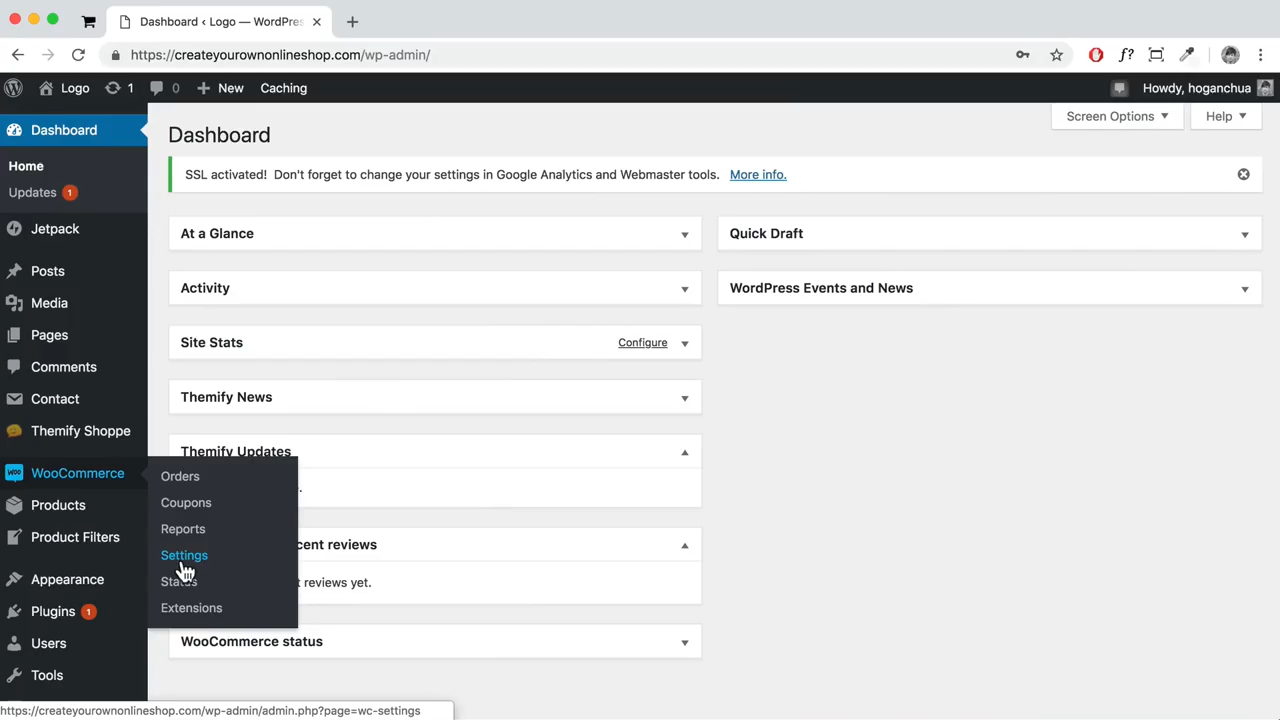 Dashboard ‹ Logo — WordPres
https://createyourownonlineshop.com/wp-admin/
f?
Logo
1
0
New
Caching
Howdy, hoganchua
Dashboard
Home
Updates 1
Jetpack
Posts
Media
Pages
Comments
Contact
Themify Shoppe
WooCommerce
Products
Product Filters
Appearance
Plugins 1
Users
Tools
Orders
Coupons
Reports
Settings
Status
Extensions
Screen Options
Help
Dashboard
SSL activated! Don't forget to change your settings in Google Analytics and Webmaster tools. More info.
At a Glance
Activity
Site Stats
Configure
Themify News
Themify Updates
.
cent reviews
t reviews yet.
WooCommerce status
Quick Draft
WordPress Events and News
https://createyourownonlineshop.com/wp-admin/admin.php?page=wc-settings